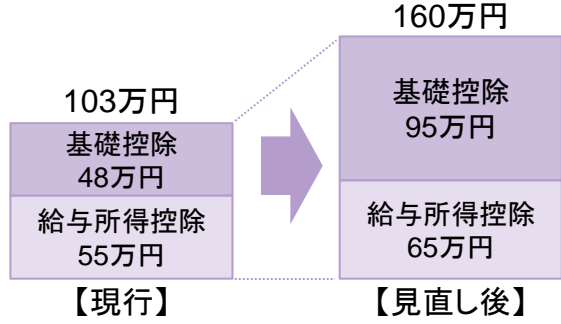 103万円
基礎控除
48万円
給与所得控除
55万円
【現行】
160万円
基礎控除
95万円
給与所得控除
65万円
【見直し後】